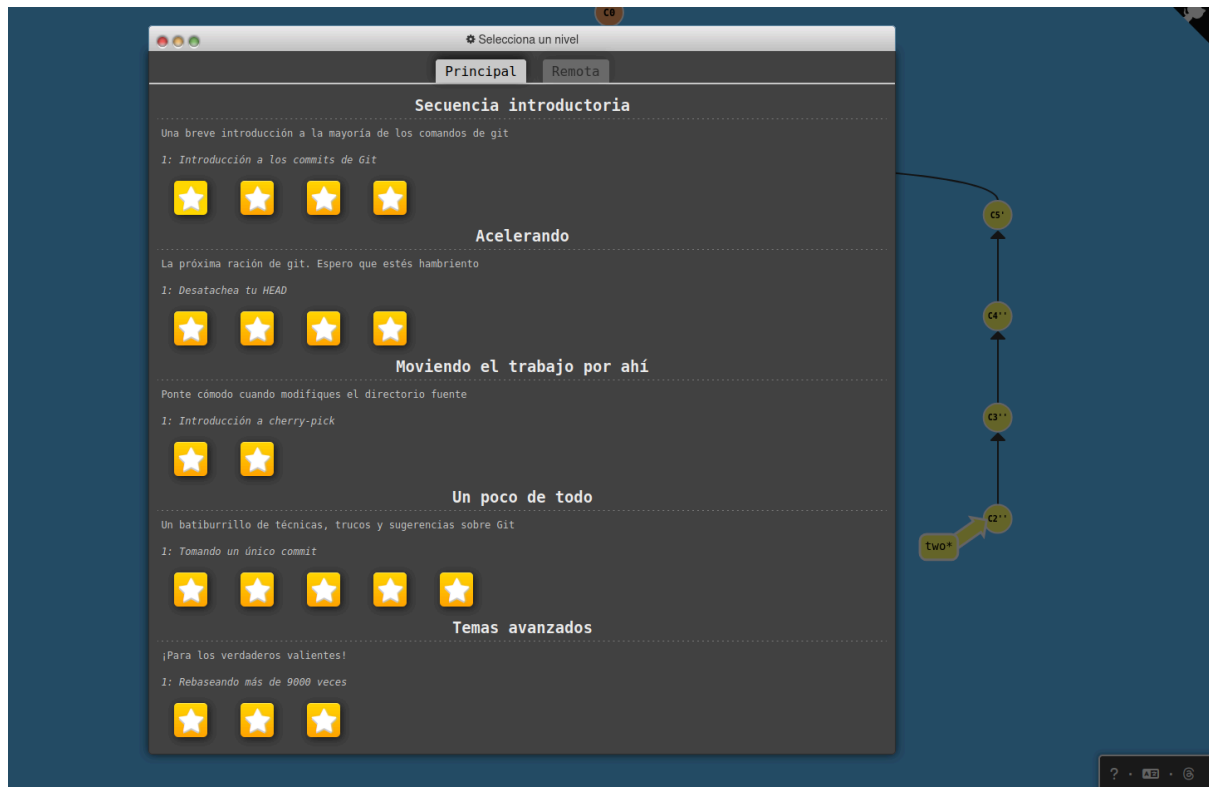 C0
Selecciona un nivel
Principal Remota
Secuencia introductoria
Una breve introducción a la mayoría de los comandos de git
1: Introducción a los commits de Git
Acelerando
La próxima ración de git. Espero que estés hambriento
1: Desatachea tu HEAD
Moviendo el trabajo por ahí
Ponte cómodo cuando modifiques el directorio fuente
1: Introducción a cherry-pick
Un poco de todo
Un batiburrillo de técnicas, trucos y sugerencias sobre Git
1: Tomando un único commit
Temas avanzados
¡Para los verdaderos valientes!
1: Rebaseando más de 9000 veces
C5'
C4''
C3''
C2''
two*
? · ·